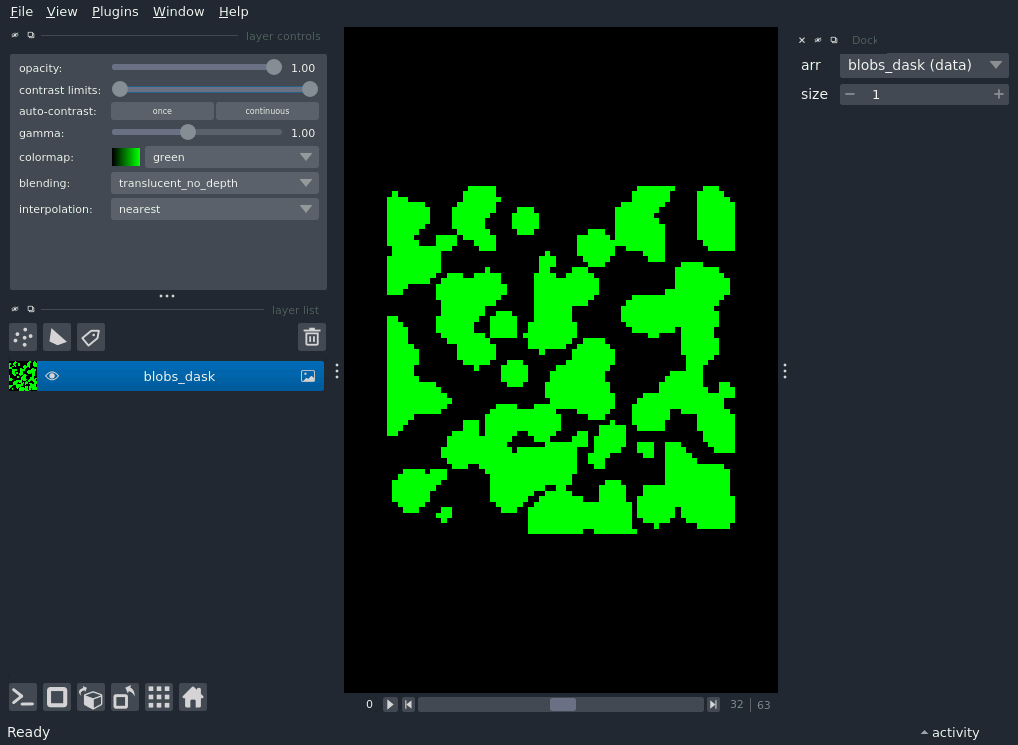 File View Plugins Window Help
layer controls
opacity: 1.00
contrast limits:
auto-contrast: once continuous
gamma: 1.00
colormap: green
blending: translucent_no_depth
interpolation: nearest
layer list
blobs_dask
0 32 63
Ready
Dock
arr blobs_dask (data)
size 1
activity